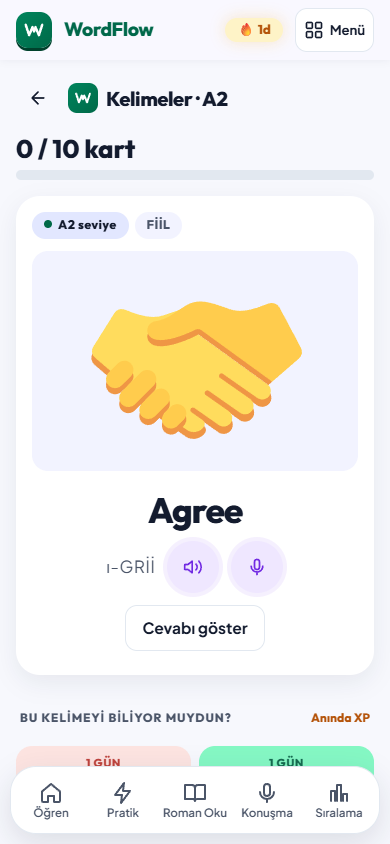 WordFlow
1d
Menü
Kelimeler · A2
0 / 10 kart
A2 seviye
FİİL
Agree
ı-GRİİ
Cevabı göster
BU KELİMEYİ BİLİYOR MUYDUN?
Anında XP
1 GÜN
1 GÜN
Öğren
Pratik
Roman Oku
Konuşma
Sıralama